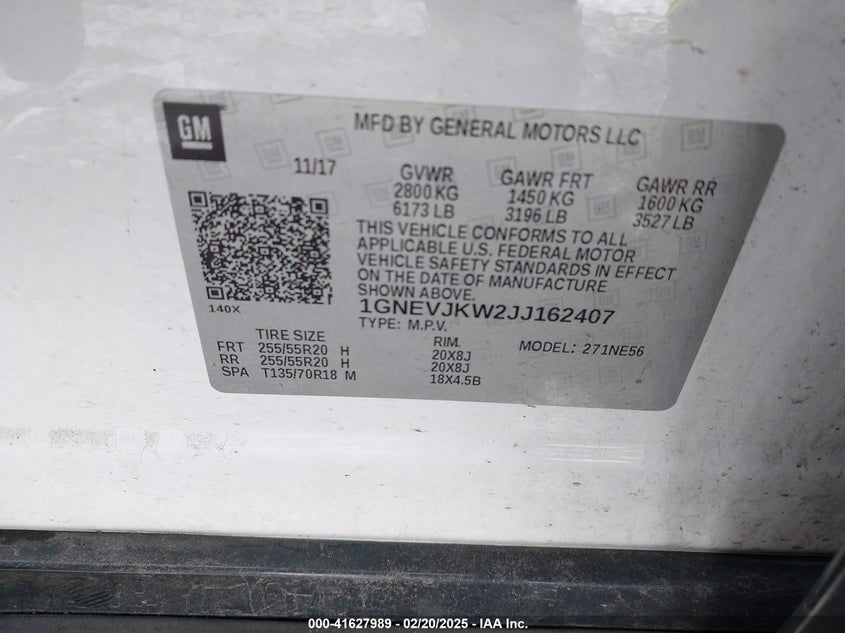 GM
MFD BY GENERAL MOTORS LLC
11/17
GVWR
2800 KG
6173 LB
GAWR FRT
1450 KG
3196 LB
GAWR RR
1600 KG
3527 LB
THIS VEHICLE CONFORMS TO ALL
APPLICABLE U.S. FEDERAL MOTOR
VEHICLE SAFETY STANDARDS IN EFFECT
ON THE DATE OF MANUFACTURE
SHOWN ABOVE.
140X
1GNEVJKW2JJ162407
TYPE: M.P.V.
TIRE SIZE RIM MODEL: 271NE56
FRT 255/55R20 H 20X8J
RR 255/55R20 H 20X8J
SPA T135/70R18 M 18X4.5B
000-41627989 - 02/20/2025 - IAA Inc.